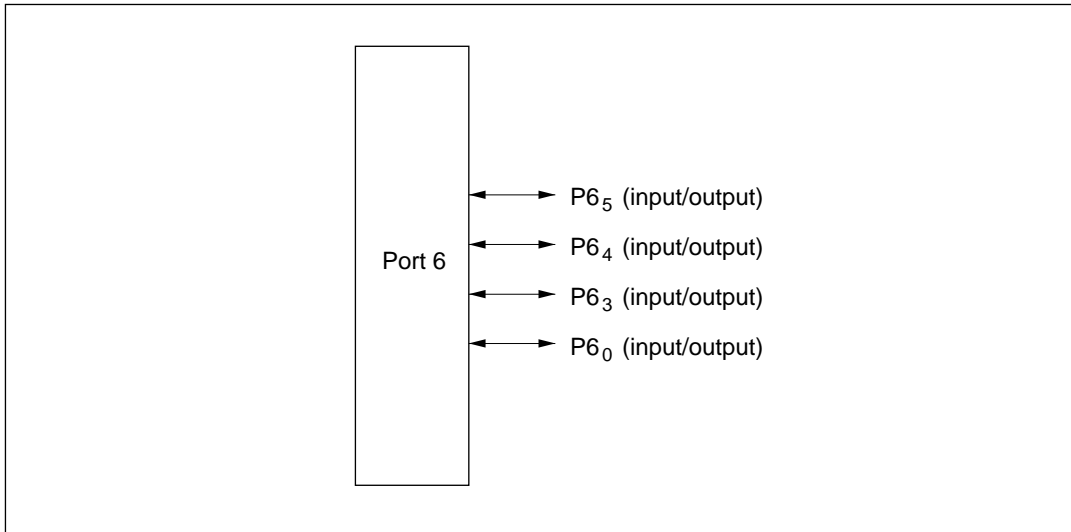 Port 6
P6₅ (input/output)
P6₄ (input/output)
P6₃ (input/output)
P6₀ (input/output)